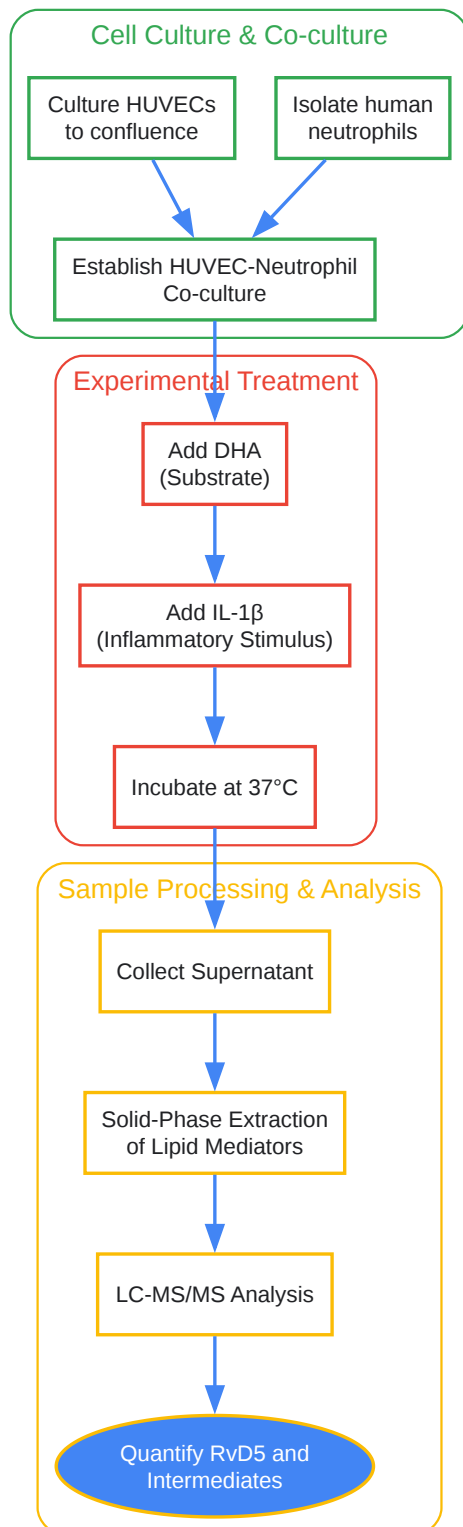 Cell Culture & Co-culture
Culture HUVECs
to confluence
Isolate human
neutrophils
Establish HUVEC-Neutrophil
Co-culture
Experimental Treatment
Add DHA
(Substrate)
Add IL-1β
(Inflammatory Stimulus)
Incubate at 37°C
Sample Processing & Analysis
Collect Supernatant
Solid-Phase Extraction
of Lipid Mediators
LC-MS/MS Analysis
Quantify RvD5 and
Intermediates